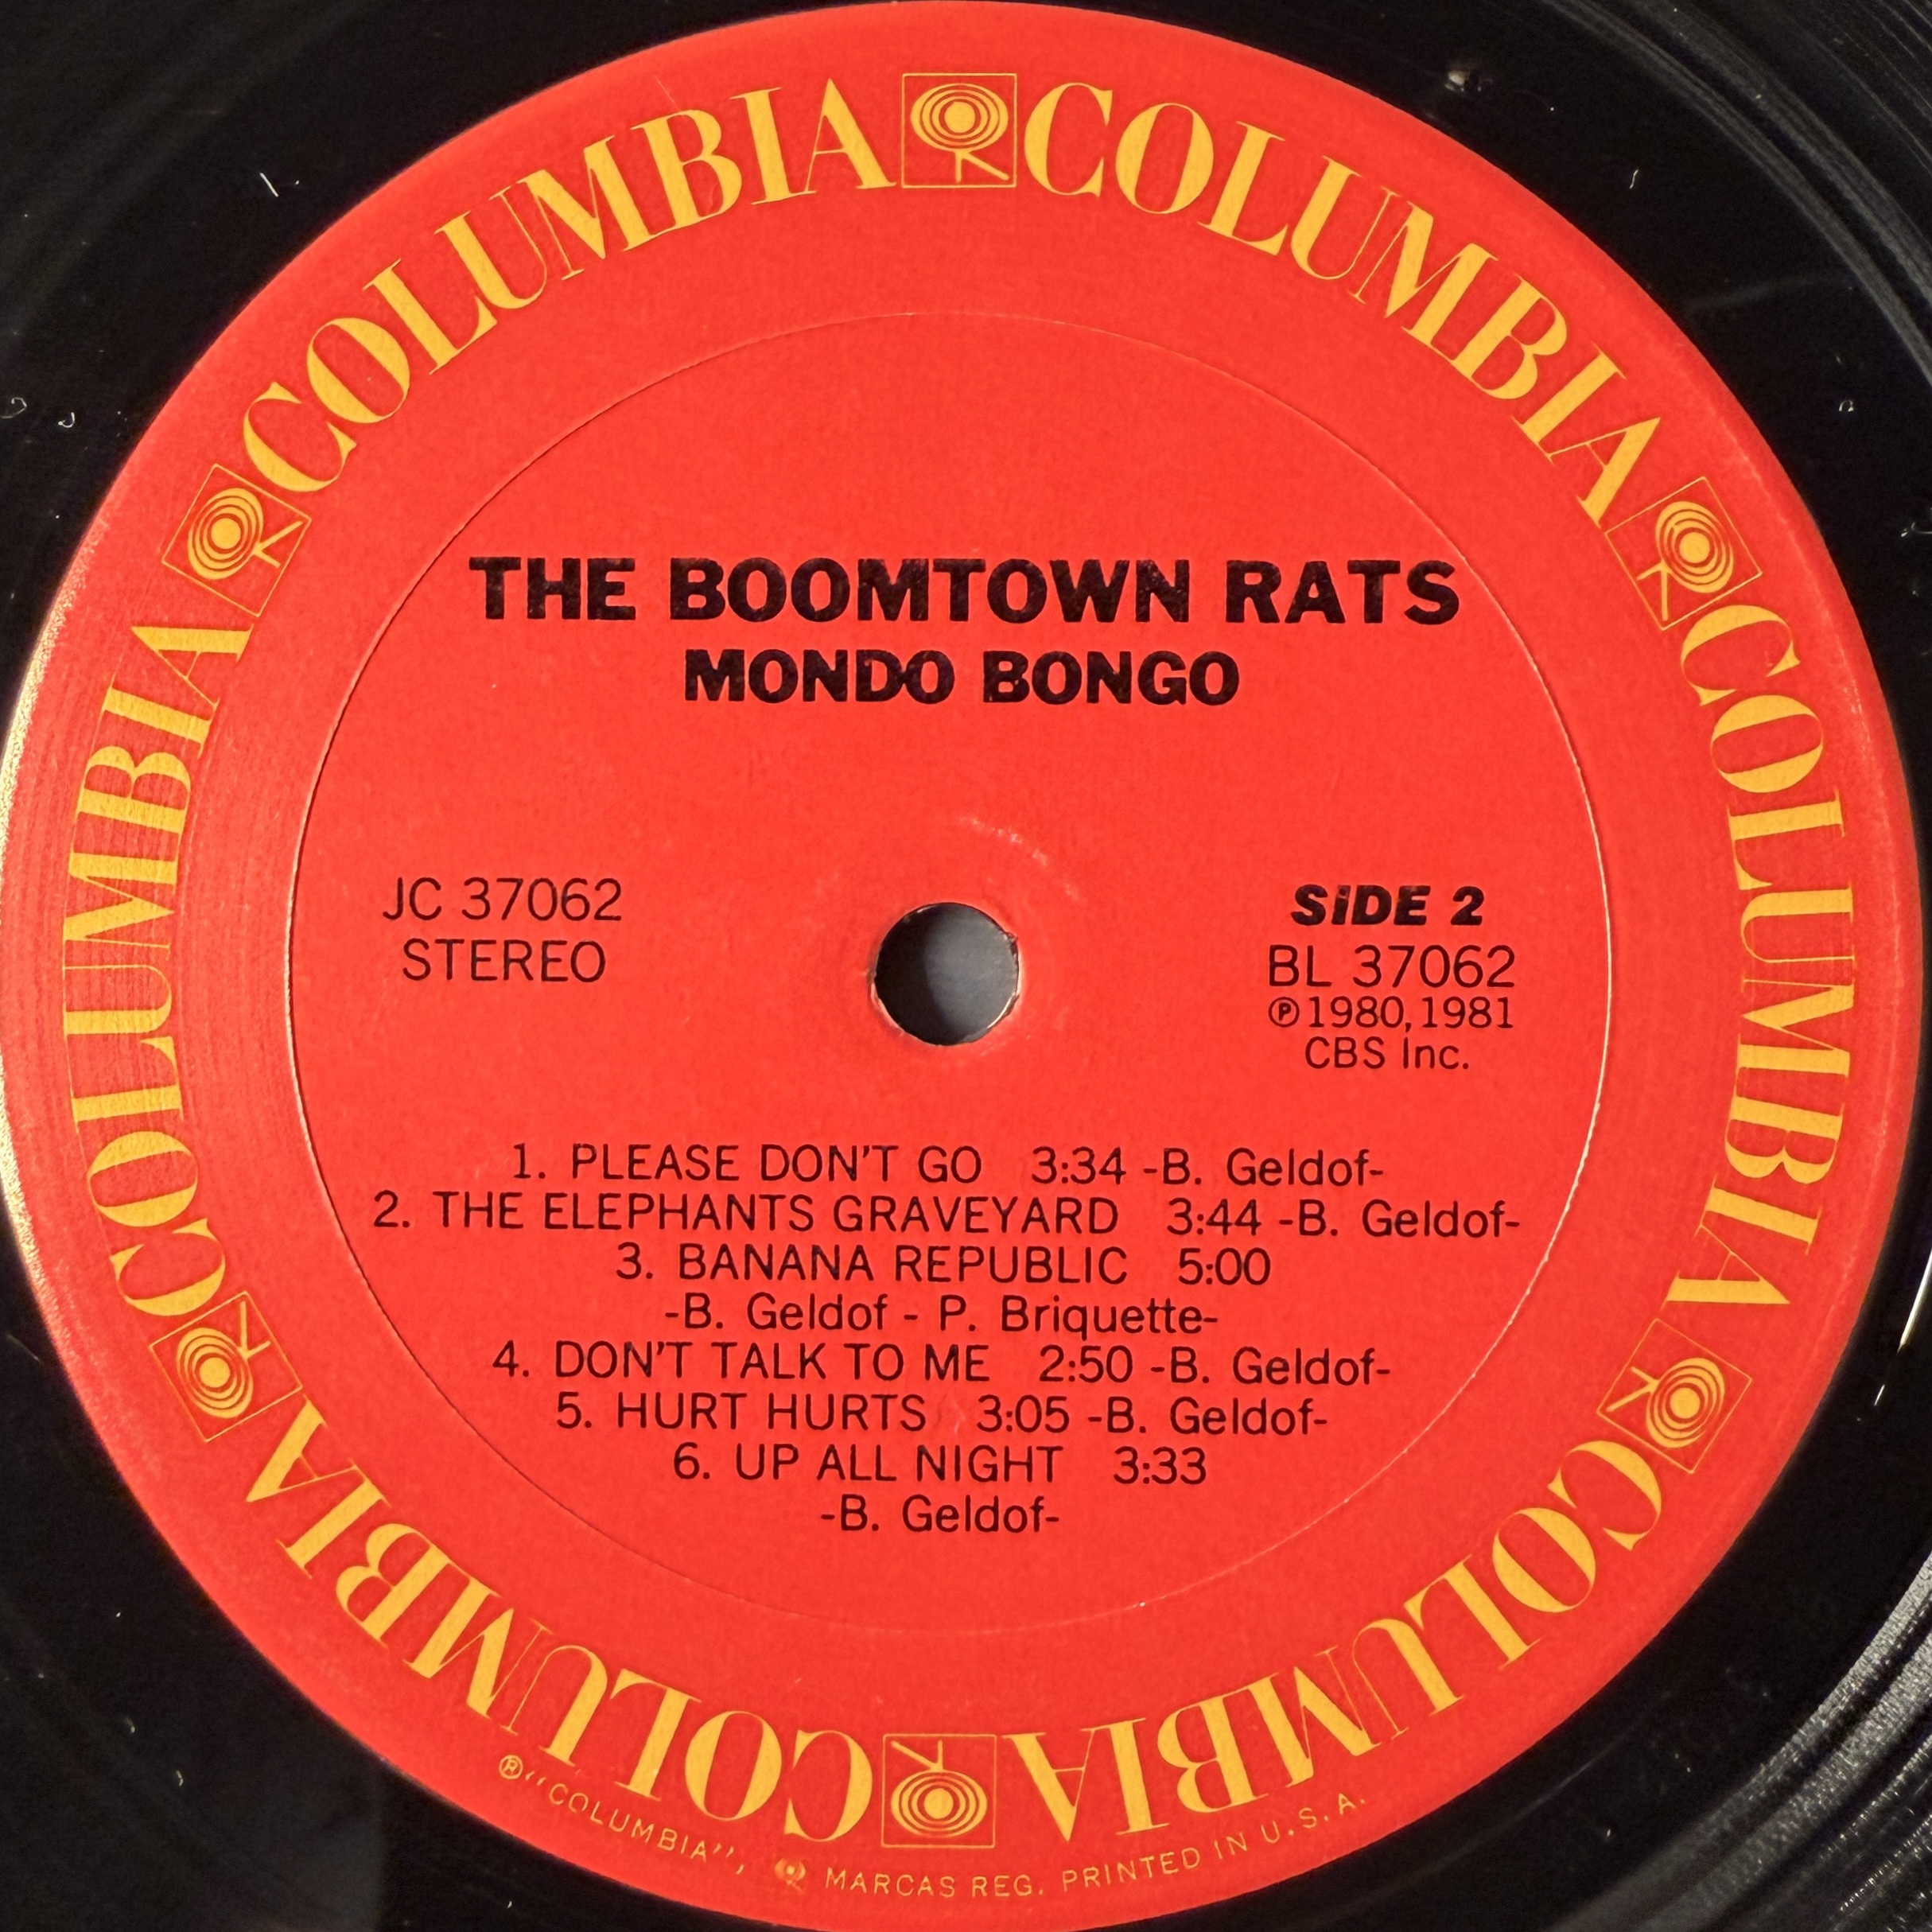 COLUMBIA COLUMBIA COLUMBIA COLUMBIA COLUMBIA COLUMBIA
THE BOOMTOWN RATS
MONDO BONGO
JC 37062
STEREO
SiDE 2
BL 37062
Ⓟ1980, 1981
CBS Inc.
1. PLEASE DON'T GO 3:34 -B. Geldof-
2. THE ELEPHANTS GRAVEYARD 3:44 -B. Geldof-
3. BANANA REPUBLIC 5:00
-B. Geldof - P. Briquette-
4. DON'T TALK TO ME 2:50 -B. Geldof-
5. HURT HURTS 3:05 -B. Geldof-
6. UP ALL NIGHT 3:33
-B. Geldof-
® "COLUMBIA", MARCAS REG. PRINTED IN U.S.A.